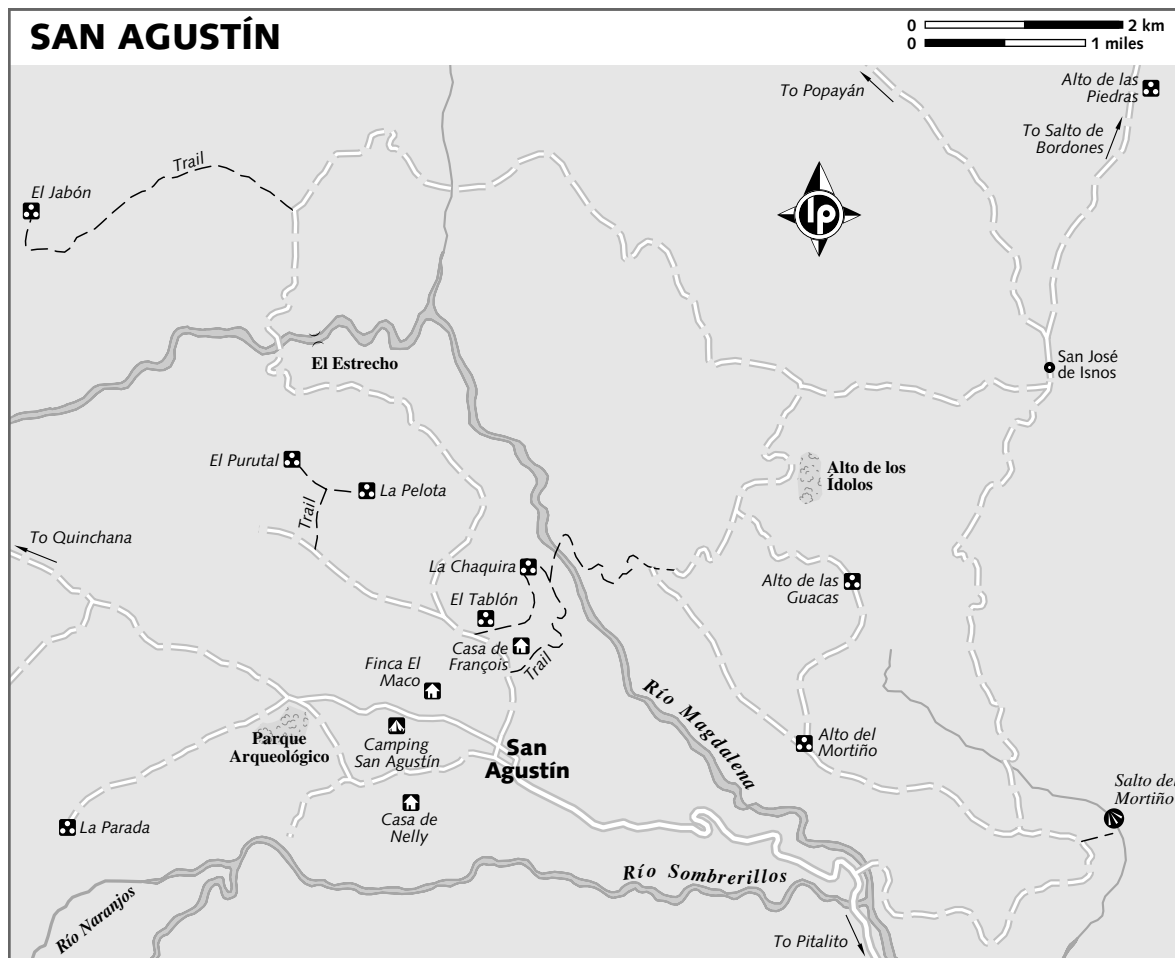 SAN AGUSTÍN
0 2 km
0 1 miles
To Popayán
Alto de las
Piedras
To Salto de
Bordones
Trail
El Jabón
lp
El Estrecho
San José
de Isnos
El Purutal
La Pelota
Trail
Alto de los
Ídolos
To Quinchana
La Chaquira
El Tablón
Alto de las
Guacas
Casa de
François
Trail
Finca El
Maco
Río Magdalena
Parque
Arqueológico
Camping
San Agustín
San
Agustín
Alto del
Mortiño
Salto del
Mortiño
La Parada
Casa de
Nelly
Río Sombrerillos
Río Naranjos
To Pitalito